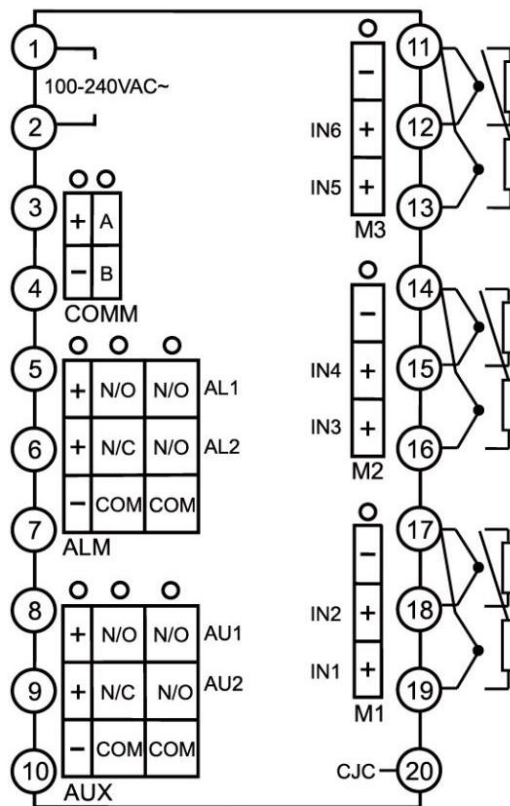 1
100-240VAC~
2
3
4
+ A
− B
COMM
5
6
7
+ N/O N/O AL1
+ N/C N/O AL2
− COM COM
ALM
8
9
10
+ N/O N/O AU1
+ N/C N/O AU2
− COM COM
AUX
11
12
13
−
IN6 +
IN5 +
M3
14
15
16
−
IN4 +
IN3 +
M2
17
18
19
−
IN2 +
IN1 +
M1
CJC 20